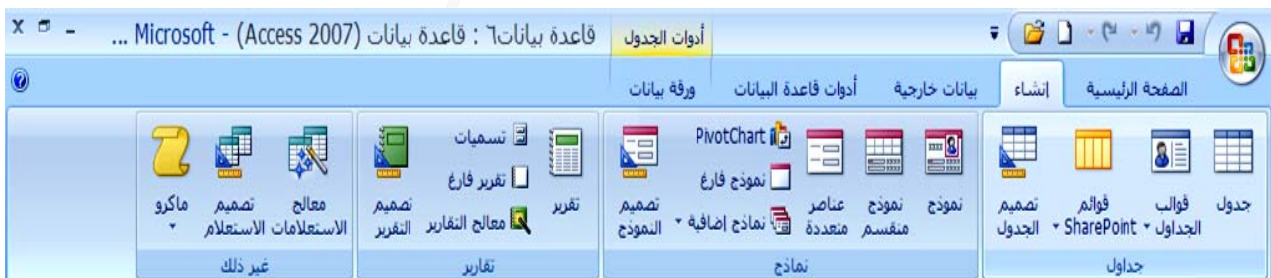 قاعدة بيانات٦ : قاعدة بيانات (Access 2007) - Microsoft ...
أدوات الجدول
الصفحة الرئيسية
إنشاء
بيانات خارجية
أدوات قاعدة البيانات
ورقة بيانات
جدول
قوالب الجداول
قوائم SharePoint
تصميم الجدول
جداول
نموذج
نموذج منقسم
عناصر متعددة
PivotChart
نموذج فارغ
نماذج إضافية
تصميم النموذج
نماذج
تقرير
تسميات
تقرير فارغ
معالج التقارير
تصميم التقرير
تقارير
معالج الاستعلامات
تصميم الاستعلام
ماكرو
غير ذلك